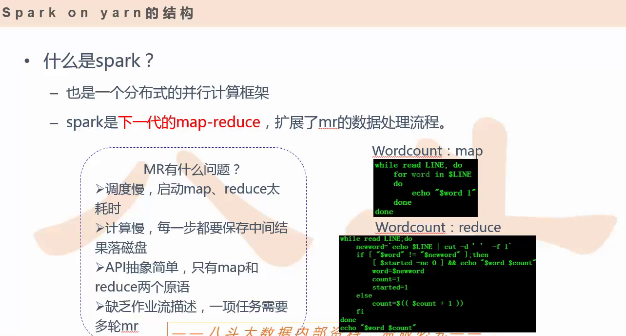 Spark on yarn的结构
• 什么是spark？
– 也是一个分布式的并行计算框架
– spark是下一代的map-reduce，扩展了mr的数据处理流程。
MR有什么问题？
➢调度慢，启动map、reduce太
耗时
➢计算慢，每一步都要保存中间结
果落磁盘
➢API抽象简单，只有map和
reduce两个原语
➢缺乏作业流描述，一项任务需要
多轮mr
Wordcount：map
while read LINE, do
for word in $LINE
do
echo "$word 1"
done
done
Wordcount：reduce
while read LINE,do
newword=`echo $LINE | cut -d ' ' -f 1`
if [ "$word" != "$newword" ],then
[ $started -ne 0 ] && echo "$word $count"
word=$newword
count=1
started=1
else
count=$(( $count + 1 ))
fi
done
echo "$word $count"
——八斗大数据内部资料